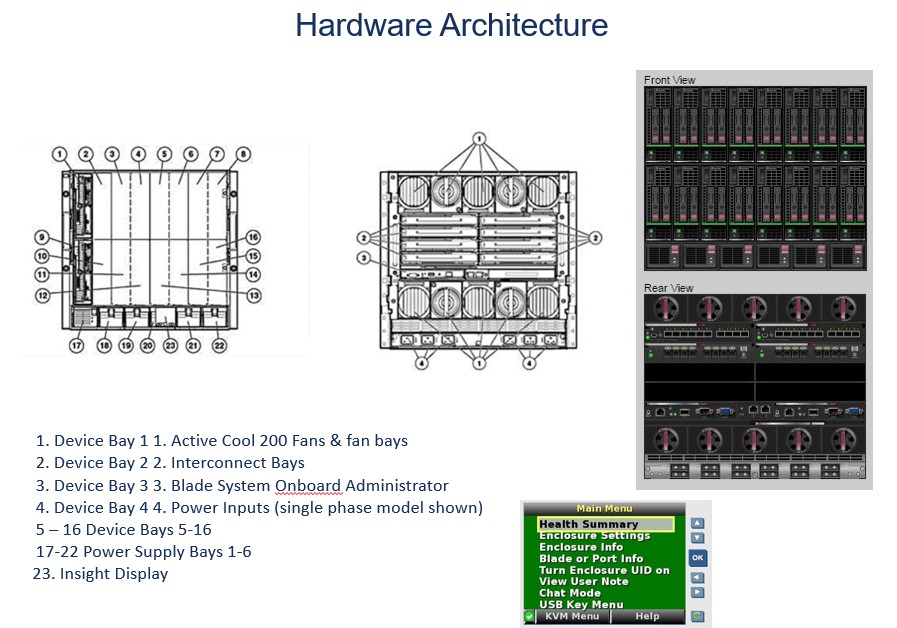 Hardware Architecture
Front View
1 2 3 4 5 6 7 8
9 16
10 15
11 14
12 13
17 18 19 20 23 21 22
1
2 2
3
4 1 4
Rear View
1. Device Bay 1 1. Active Cool 200 Fans & fan bays
2. Device Bay 2 2. Interconnect Bays
3. Device Bay 3 3. Blade System Onboard Administrator
4. Device Bay 4 4. Power Inputs (single phase model shown)
5 – 16 Device Bays 5-16
17-22 Power Supply Bays 1-6
23. Insight Display
Main Menu
Health Summary
Enclosure Settings
Enclosure Info
Blade or Port Info
Turn Enclosure UID on
View User Note
Chat Mode
USB Key Menu
KVM Menu Help
OK